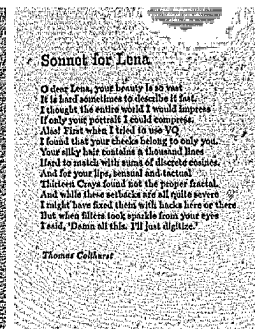 Sonnet for Lena
O dear Lena, your beauty is so vast
It is hard sometimes to describe it fast.
I thought the entire world I would impress
If only your portrait I could compress.
Alas! First when I tried to use VQ
I found that your cheeks belong to only you.
Your silky hair contains a thousand lines
Hard to match with sums of discrete cosines.
And for your lips, sensual and tactual
Thirteen Crays found not the proper fractal.
And while these setbacks are all quite severe
I might have fixed them with hacks here or there
But when filters took sparkle from your eyes
I said, 'Damn all this. I'll just digitize.'
Thomas Colthurst